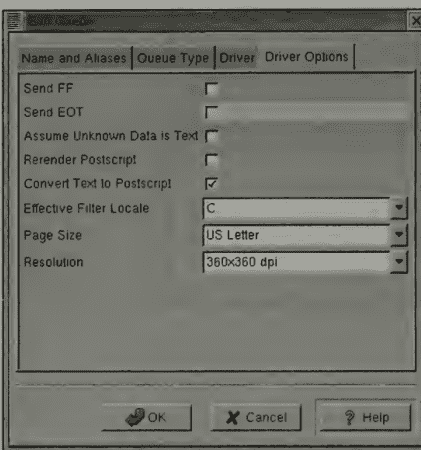 Name and Aliases Queue Type Driver Driver Options
Send FF
Send EOT
Assume Unknown Data is Text
Rerender Postscript
Convert Text to Postscript
Effective Filter Locale C
Page Size US Letter
Resolution 360x360 dpi
OK Cancel ? Help